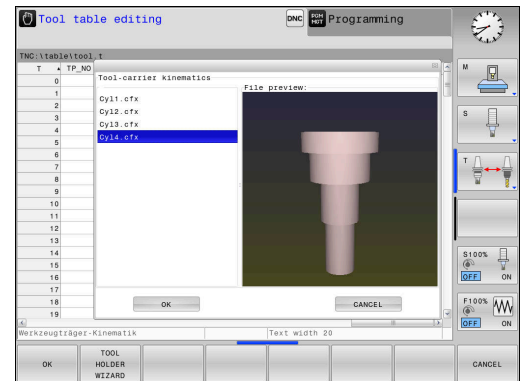 Tool table editing
DNC
PGM
MGT
Programming
TNC:\table\tool.t
T
TP_NO
0
1
2
3
4
5
6
7
8
9
10
11
12
13
14
15
16
17
18
19
Tool-carrier kinematics
Cyl1.cfx
Cyl2.cfx
Cyl3.cfx
Cyl4.cfx
File preview:
OK
CANCEL
Werkzeugträger-Kinematik
Text width 20
M
S
T
S100%
OFF ON
F100%
OFF ON
OK
TOOL
HOLDER
WIZARD
CANCEL